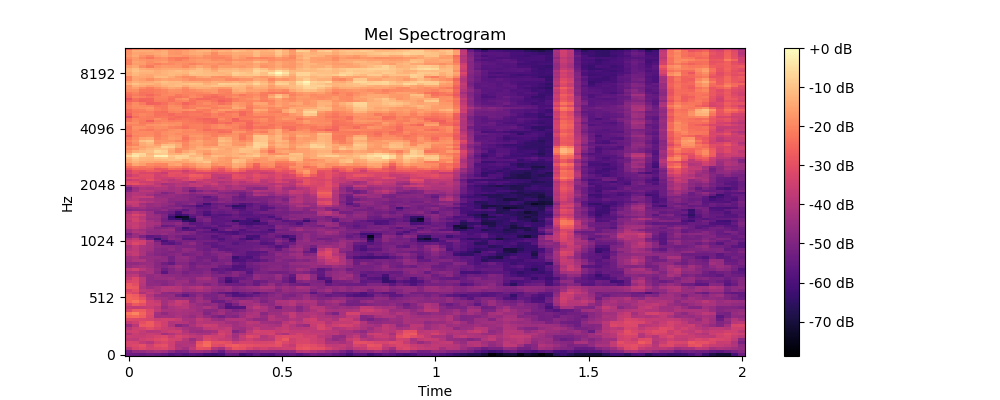 Mel Spectrogram
+0 dB
8192
-10 dB
4096
-20 dB
-30 dB
2048
Hz
-40 dB
1024
-50 dB
512
-60 dB
-70 dB
0
0 0.5 1 1.5 2
Time